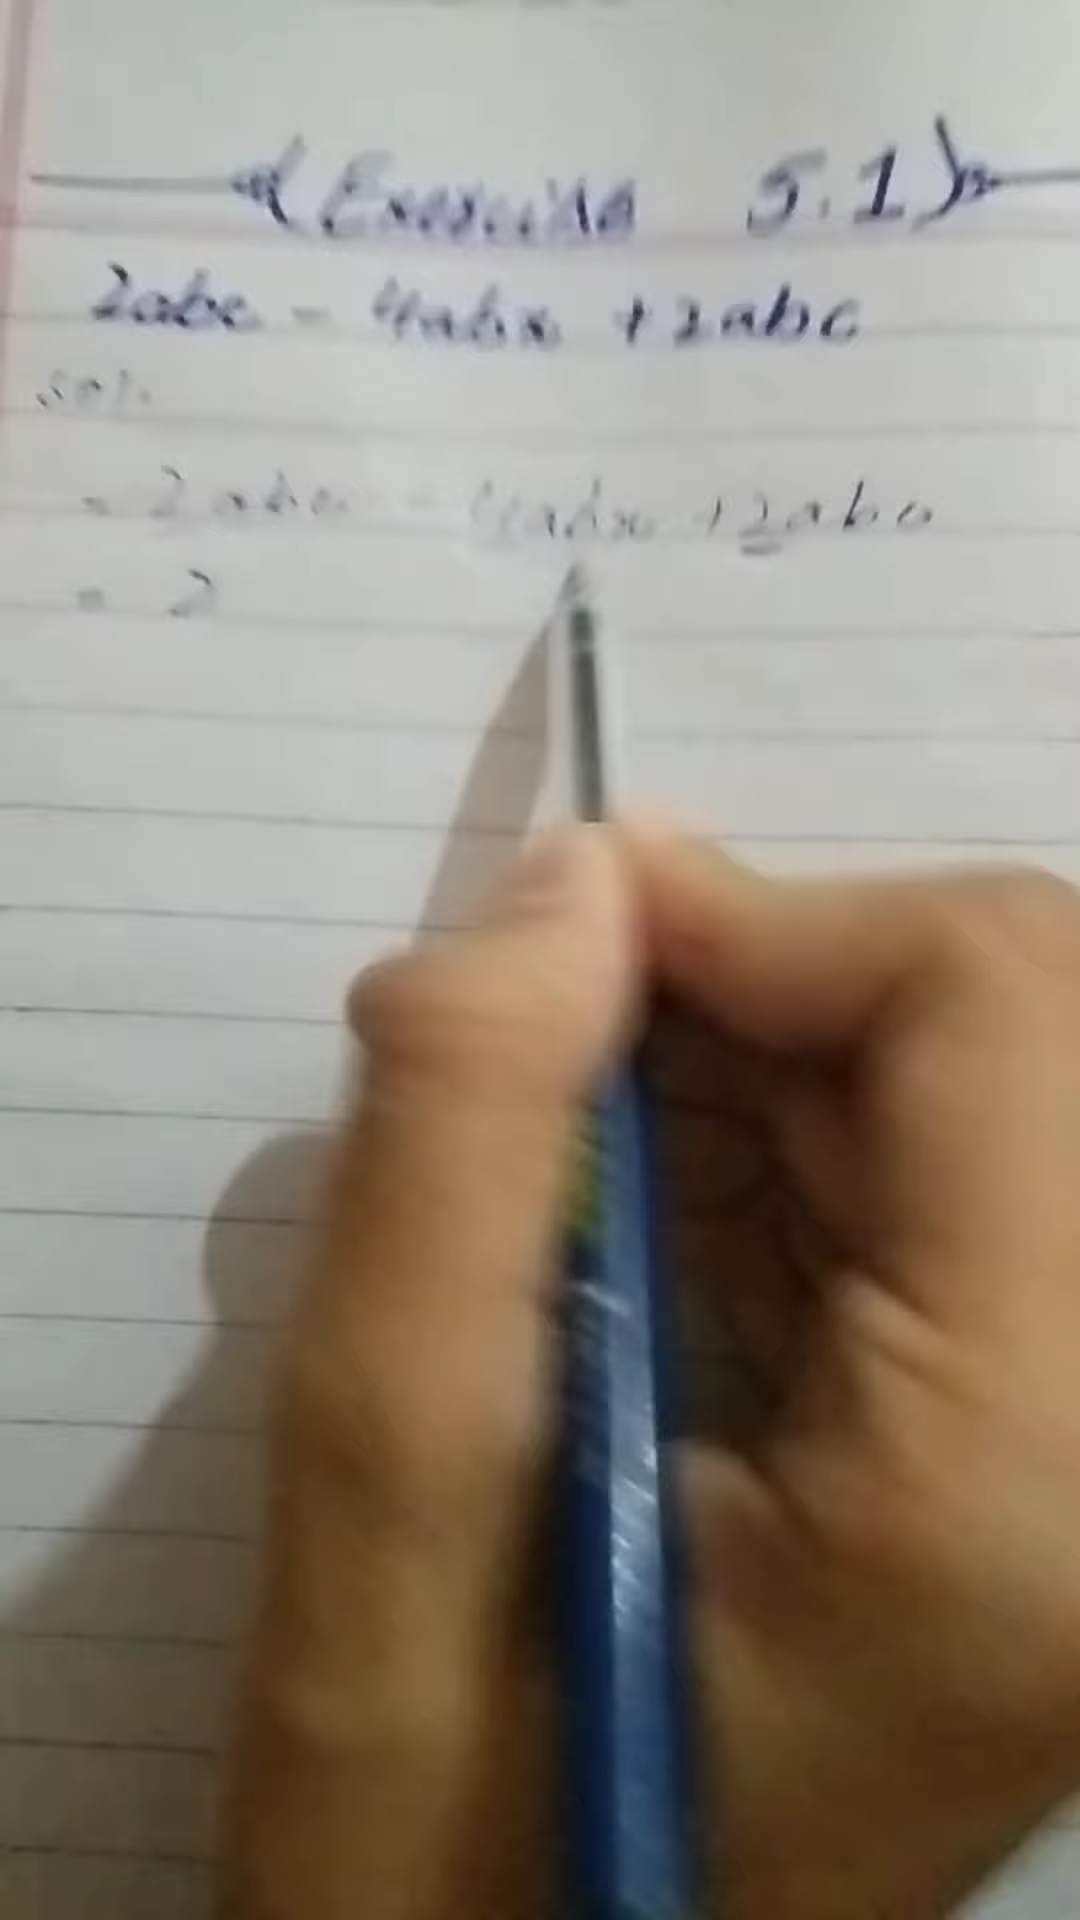 (Exercise 5.1)
2abc - 4abx + 2abc
sol:
= 2abc - 4abx + 2abc
= 2